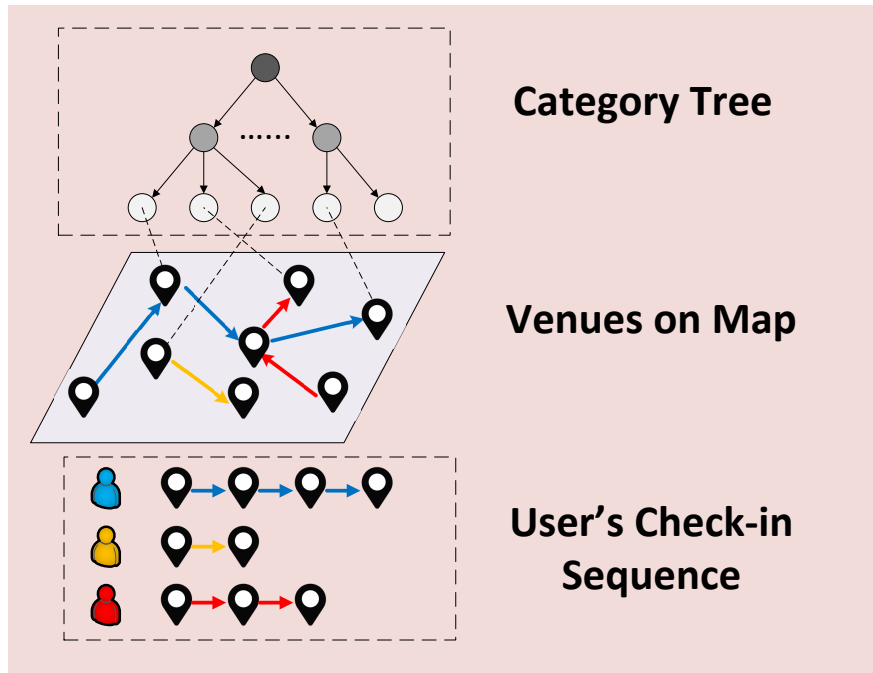 Category Tree
......
Venues on Map
User's Check-in
Sequence